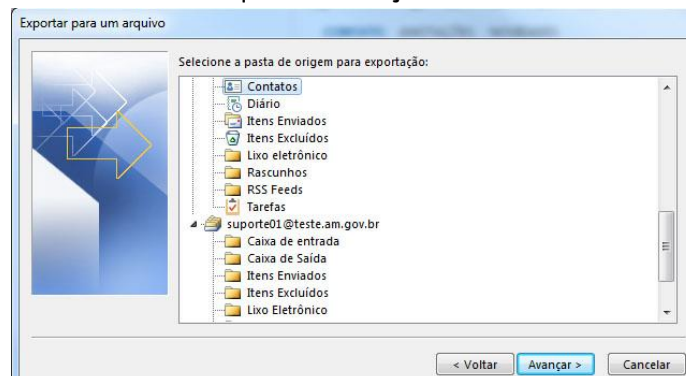 Exportar para um arquivo
Selecione a pasta de origem para exportação:
Contatos
Diário
Itens Enviados
Itens Excluídos
Lixo eletrônico
Rascunhos
RSS Feeds
Tarefas
suporte01@teste.am.gov.br
Caixa de entrada
Caixa de Saída
Itens Enviados
Itens Excluídos
Lixo Eletrônico
< Voltar Avançar > Cancelar